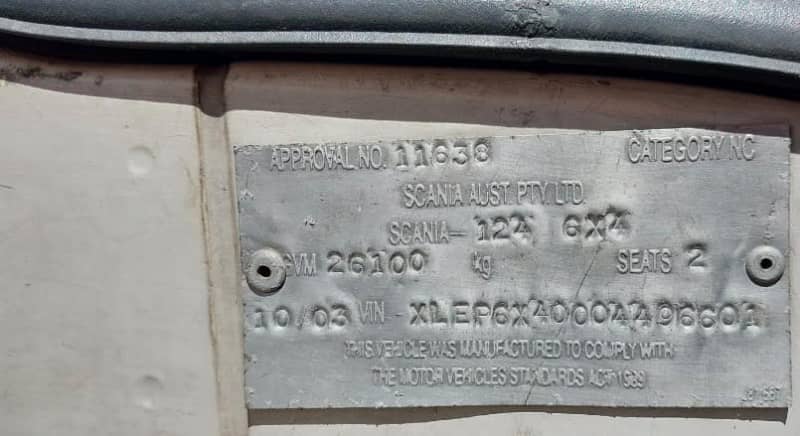 APPROVAL NO. 11638 CATEGORY NC
SCANIA AUST. PTY. LTD.
SCANIA- 124 6X4
GVM 26100 kg SEATS 2
10/03 VIN XLEP6X40004496601
THIS VEHICLE WAS MANUFACTURED TO COMPLY WITH
THE MOTOR VEHICLES STANDARDS ACT 1989